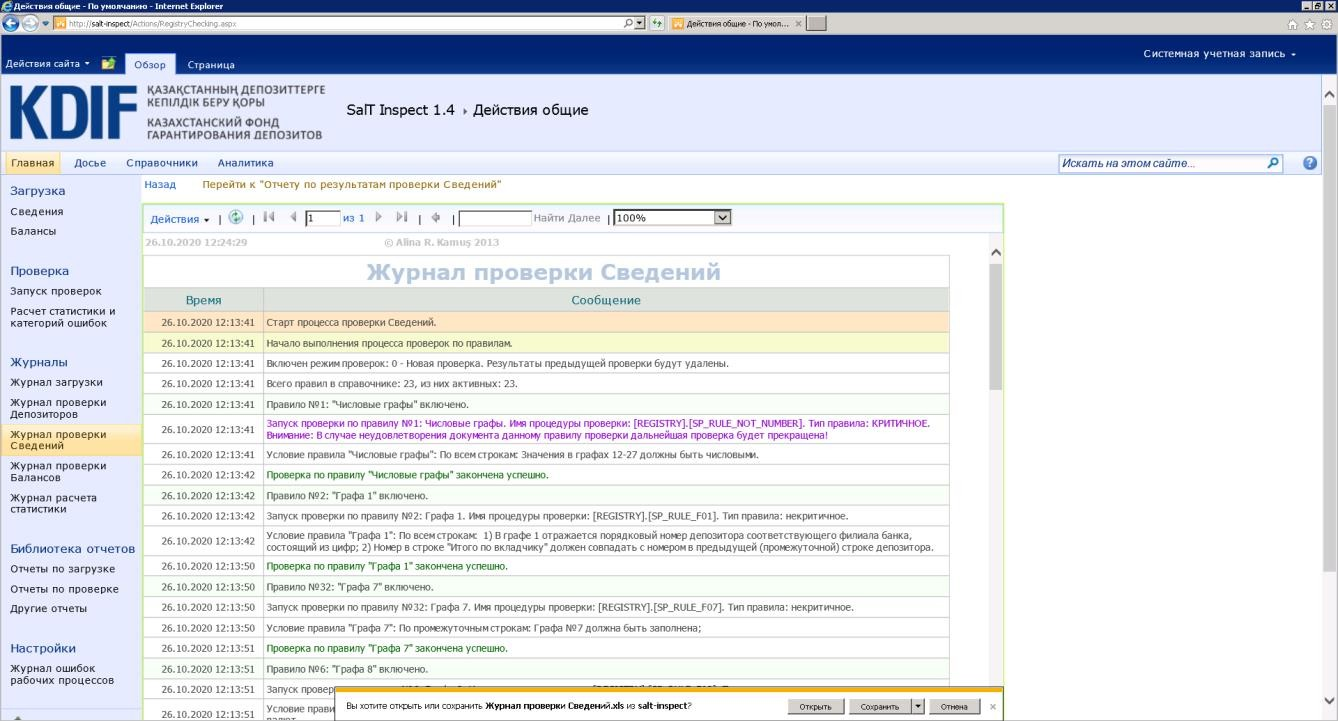 Действия общие - По умолчанию - Internet Explorer
http://salt-inspect/Actions/RegistryChecking.aspx
Действия общие - По умол...
Действия сайта
Обзор
Страница
Системная учетная запись
KDIF
ҚАЗАҚСТАННЫҢ ДЕПОЗИТТЕРГЕ
КЕПІЛДІК БЕРУ ҚОРЫ
КАЗАХСТАНСКИЙ ФОНД
ГАРАНТИРОВАНИЯ ДЕПОЗИТОВ
SalT Inspect 1.4 › Действия общие
Главная
Досье
Справочники
Аналитика
Искать на этом сайте...
Загрузка
Сведения
Балансы
Проверка
Запуск проверок
Расчет статистики и
категорий ошибок
Журналы
Журнал загрузки
Журнал проверки
Депозиторов
Журнал проверки
Сведений
Журнал проверки
Балансов
Журнал расчета
статистики
Библиотека отчетов
Отчеты по загрузке
Отчеты по проверке
Другие отчеты
Настройки
Журнал ошибок
рабочих процессов
Назад
Перейти к "Отчету по результатам проверки Сведений"
Действия | | 1 из 1 | | Найти Далее | 100%
26.10.2020 12:24:29 © Alina R. Kamuş 2013
Журнал проверки Сведений
Время Сообщение
26.10.2020 12:13:41 Старт процесса проверки Сведений.
26.10.2020 12:13:41 Начало выполнения процесса проверок по правилам.
26.10.2020 12:13:41 Включен режим проверок: 0 - Новая проверка. Результаты предыдущей проверки будут удалены.
26.10.2020 12:13:41 Всего правил в справочнике: 23, из них активных: 23.
26.10.2020 12:13:41 Правило №1: "Числовые графы" включено.
26.10.2020 12:13:41 Запуск проверки по правилу №1: Числовые графы. Имя процедуры проверки: [REGISTRY].[SP_RULE_NOT_NUMBER]. Тип правила: КРИТИЧНОЕ.
Внимание: В случае неудовлетворения документа данному правилу проверки дальнейшая проверка будет прекращена!
26.10.2020 12:13:41 Условие правила "Числовые графы": По всем строкам: Значения в графах 12-27 должны быть числовыми.
26.10.2020 12:13:42 Проверка по правилу "Числовые графы" закончена успешно.
26.10.2020 12:13:42 Правило №2: "Графа 1" включено.
26.10.2020 12:13:42 Запуск проверки по правилу №2: Графа 1. Имя процедуры проверки: [REGISTRY].[SP_RULE_F01]. Тип правила: некритичное.
26.10.2020 12:13:42 Условие правила "Графа 1": По всем строкам: 1) В графе 1 отражается порядковый номер депозитора соответствующего филиала банка,
состоящий из цифр; 2) Номер в строке "Итого по вкладчику" должен совпадать с номером в предыдущей (промежуточной) строке депозитора.
26.10.2020 12:13:50 Проверка по правилу "Графа 1" закончена успешно.
26.10.2020 12:13:50 Правило №32: "Графа 7" включено.
26.10.2020 12:13:50 Запуск проверки по правилу №32: Графа 7. Имя процедуры проверки: [REGISTRY].[SP_RULE_F07]. Тип правила: некритичное.
26.10.2020 12:13:50 Условие правила "Графа 7": По промежуточным строкам: Графа №7 должна быть заполнена;
26.10.2020 12:13:51 Проверка по правилу "Графа 7" закончена успешно.
26.10.2020 12:13:51 Правило №6: "Графа 8" включено.
26.10.2020 12:13:51 Запуск провер
26.10.2020 12:13:51 Условие прави
Вы хотите открыть или сохранить Журнал проверки Сведений.xls из salt-inspect?
Открыть
Сохранить
Отмена